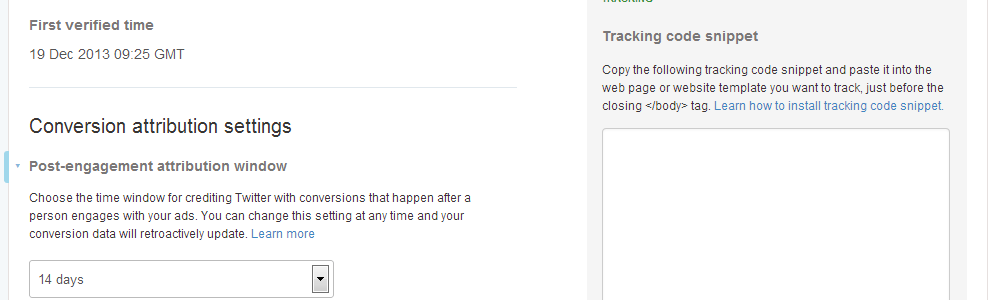 First verified time
19 Dec 2013 09:25 GMT
Conversion attribution settings
Post-engagement attribution window
Choose the time window for crediting Twitter with conversions that happen after a
person engages with your ads. You can change this setting at any time and your
conversion data will retroactively update. Learn more
14 days
Tracking code snippet
Copy the following tracking code snippet and paste it into the
web page or website template you want to track, just before the
closing </body> tag. Learn how to install tracking code snippet.